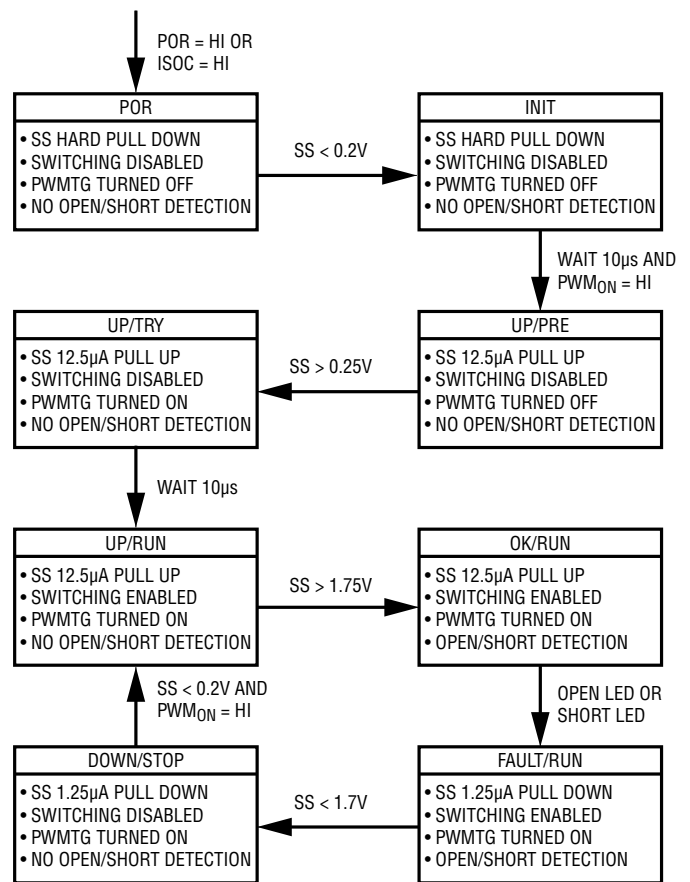 POR = HI OR
ISOC = HI
POR
• SS HARD PULL DOWN
• SWITCHING DISABLED
• PWMTG TURNED OFF
• NO OPEN/SHORT DETECTION
SS < 0.2V
INIT
• SS HARD PULL DOWN
• SWITCHING DISABLED
• PWMTG TURNED OFF
• NO OPEN/SHORT DETECTION
WAIT 10µs AND
PWMON = HI
UP/PRE
• SS 12.5µA PULL UP
• SWITCHING DISABLED
• PWMTG TURNED OFF
• NO OPEN/SHORT DETECTION
SS > 0.25V
UP/TRY
• SS 12.5µA PULL UP
• SWITCHING DISABLED
• PWMTG TURNED ON
• NO OPEN/SHORT DETECTION
WAIT 10µs
UP/RUN
• SS 12.5µA PULL UP
• SWITCHING ENABLED
• PWMTG TURNED ON
• NO OPEN/SHORT DETECTION
SS > 1.75V
OK/RUN
• SS 12.5µA PULL UP
• SWITCHING ENABLED
• PWMTG TURNED ON
• OPEN/SHORT DETECTION
OPEN LED OR
SHORT LED
FAULT/RUN
• SS 1.25µA PULL DOWN
• SWITCHING ENABLED
• PWMTG TURNED ON
• OPEN/SHORT DETECTION
SS < 1.7V
DOWN/STOP
• SS 1.25µA PULL DOWN
• SWITCHING DISABLED
• PWMTG TURNED ON
• NO OPEN/SHORT DETECTION
SS < 0.2V AND
PWMON = HI